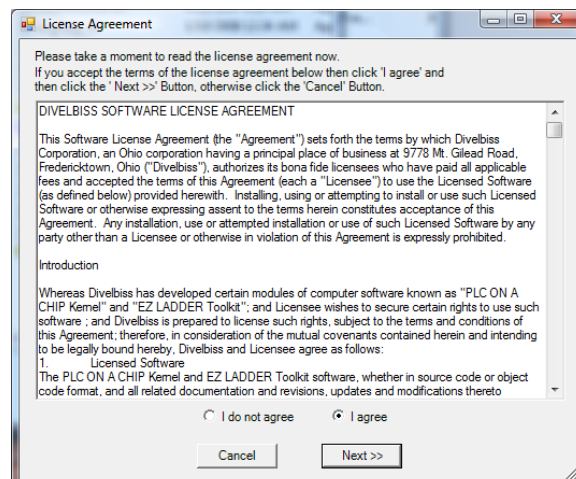 License Agreement
Please take a moment to read the license agreement now.
If you accept the terms of the license agreement below then click 'I agree' and
then click the ' Next >>' Button, otherwise click the 'Cancel' Button.
DIVELBISS SOFTWARE LICENSE AGREEMENT
This Software License Agreement (the "Agreement") sets forth the terms by which Divelbiss
Corporation, an Ohio corporation having a principal place of business at 9778 Mt. Gilead Road,
Fredericktown, Ohio ("Divelbiss"), authorizes its bona fide licensees who have paid all applicable
fees and accepted the terms of this Agreement (each a "Licensee") to use the Licensed Software
(as defined below) provided herewith.  Installing, using or attempting to install or use such Licensed
Software or otherwise expressing assent to the terms herein constitutes acceptance of this
Agreement.  Any installation, use or attempted installation or use of such Licensed Software by any
party other than a Licensee or otherwise in violation of this Agreement is expressly prohibited.
Introduction
Whereas Divelbiss has developed certain modules of computer software known as "PLC ON A
CHIP Kernel" and "EZ LADDER Toolkit"; and Licensee wishes to secure certain rights to use such
software ; and Divelbiss is prepared to license such rights, subject to the terms and conditions of
this Agreement; therefore, in consideration of the mutual covenants contained herein and intending
to be legally bound hereby, Divelbiss and Licensee agree as follows:
1. Licensed Software
The PLC ON A CHIP Kernel and EZ LADDER Toolkit software, whether in source code or object
code format, and all related documentation and revisions, updates and modifications thereto
I do not agree
I agree
Cancel
Next >>